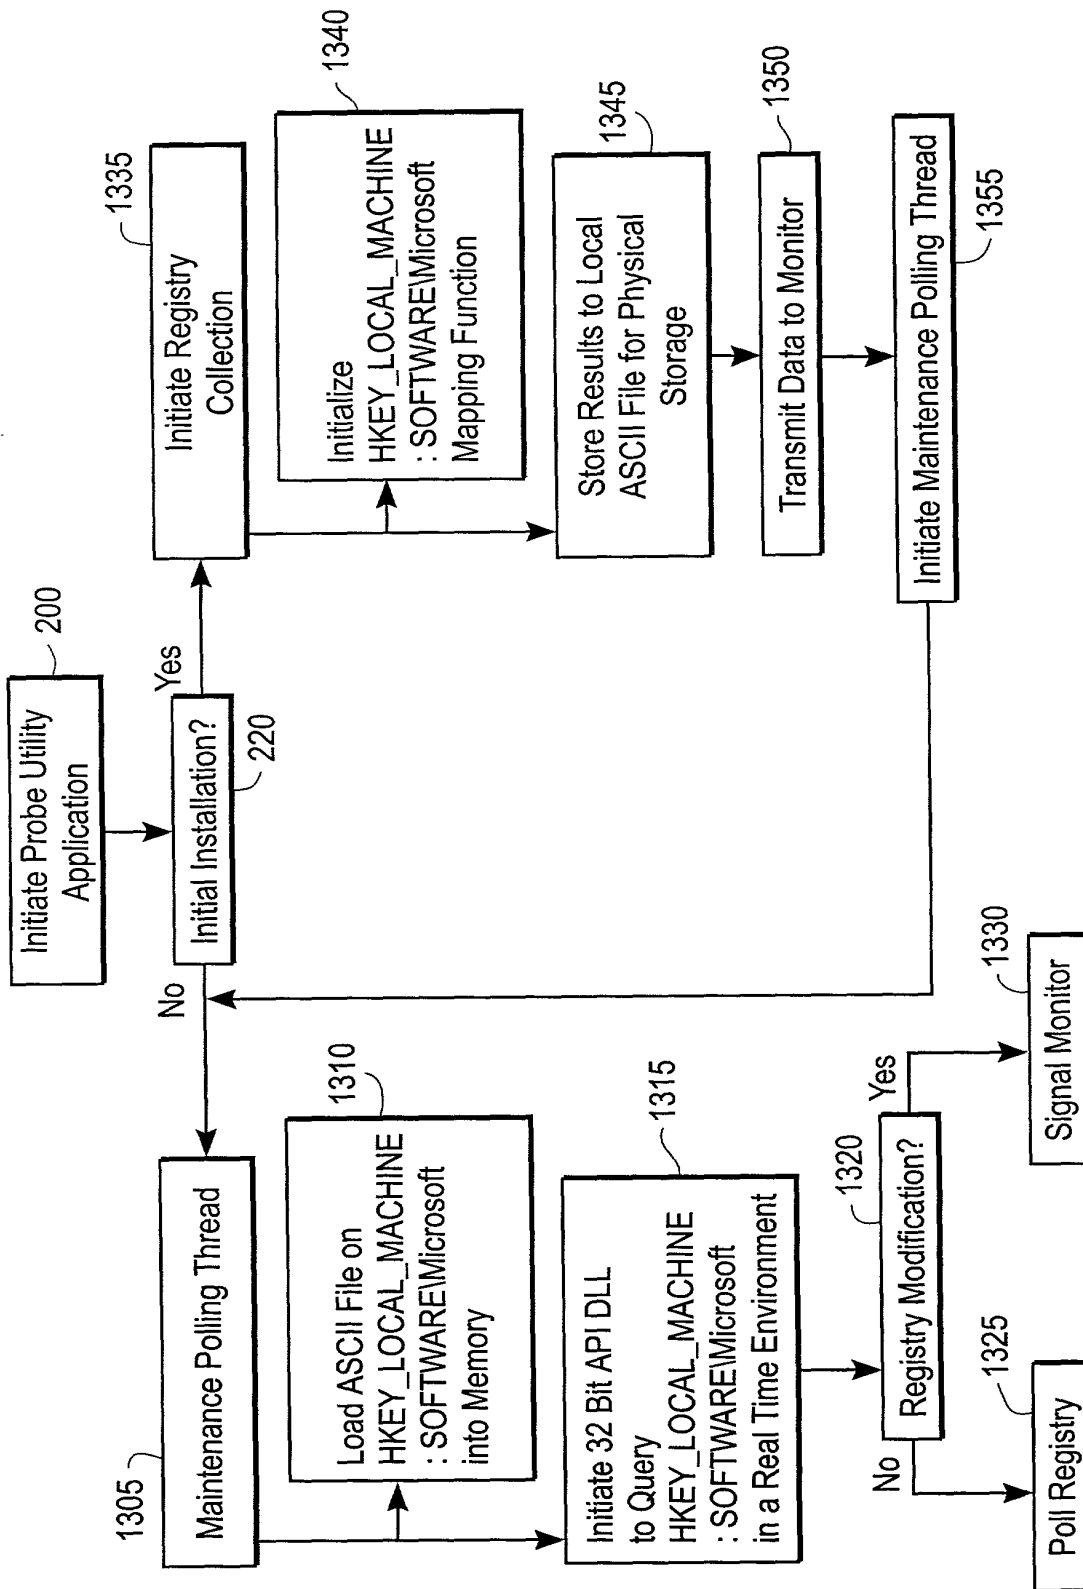 Initiate Probe Utility
Application
200
Initial Installation?
220
No
Yes
Maintenance Polling Thread
1305
Load ASCII File on
HKEY_LOCAL_MACHINE
: SOFTWARE\Microsoft
into Memory
1310
Initiate 32 Bit API DLL
to Query
HKEY_LOCAL_MACHINE
: SOFTWARE\Microsoft
in a Real Time Environment
1315
Registry Modification?
1320
No
Yes
Poll Registry
1325
Signal Monitor
1330
Initiate Registry
Collection
1335
Initialize
HKEY_LOCAL_MACHINE
: SOFTWARE\Microsoft
Mapping Function
1340
Store Results to Local
ASCII File for Physical
Storage
1345
Transmit Data to Monitor
1350
Initiate Maintenance Polling Thread
1355